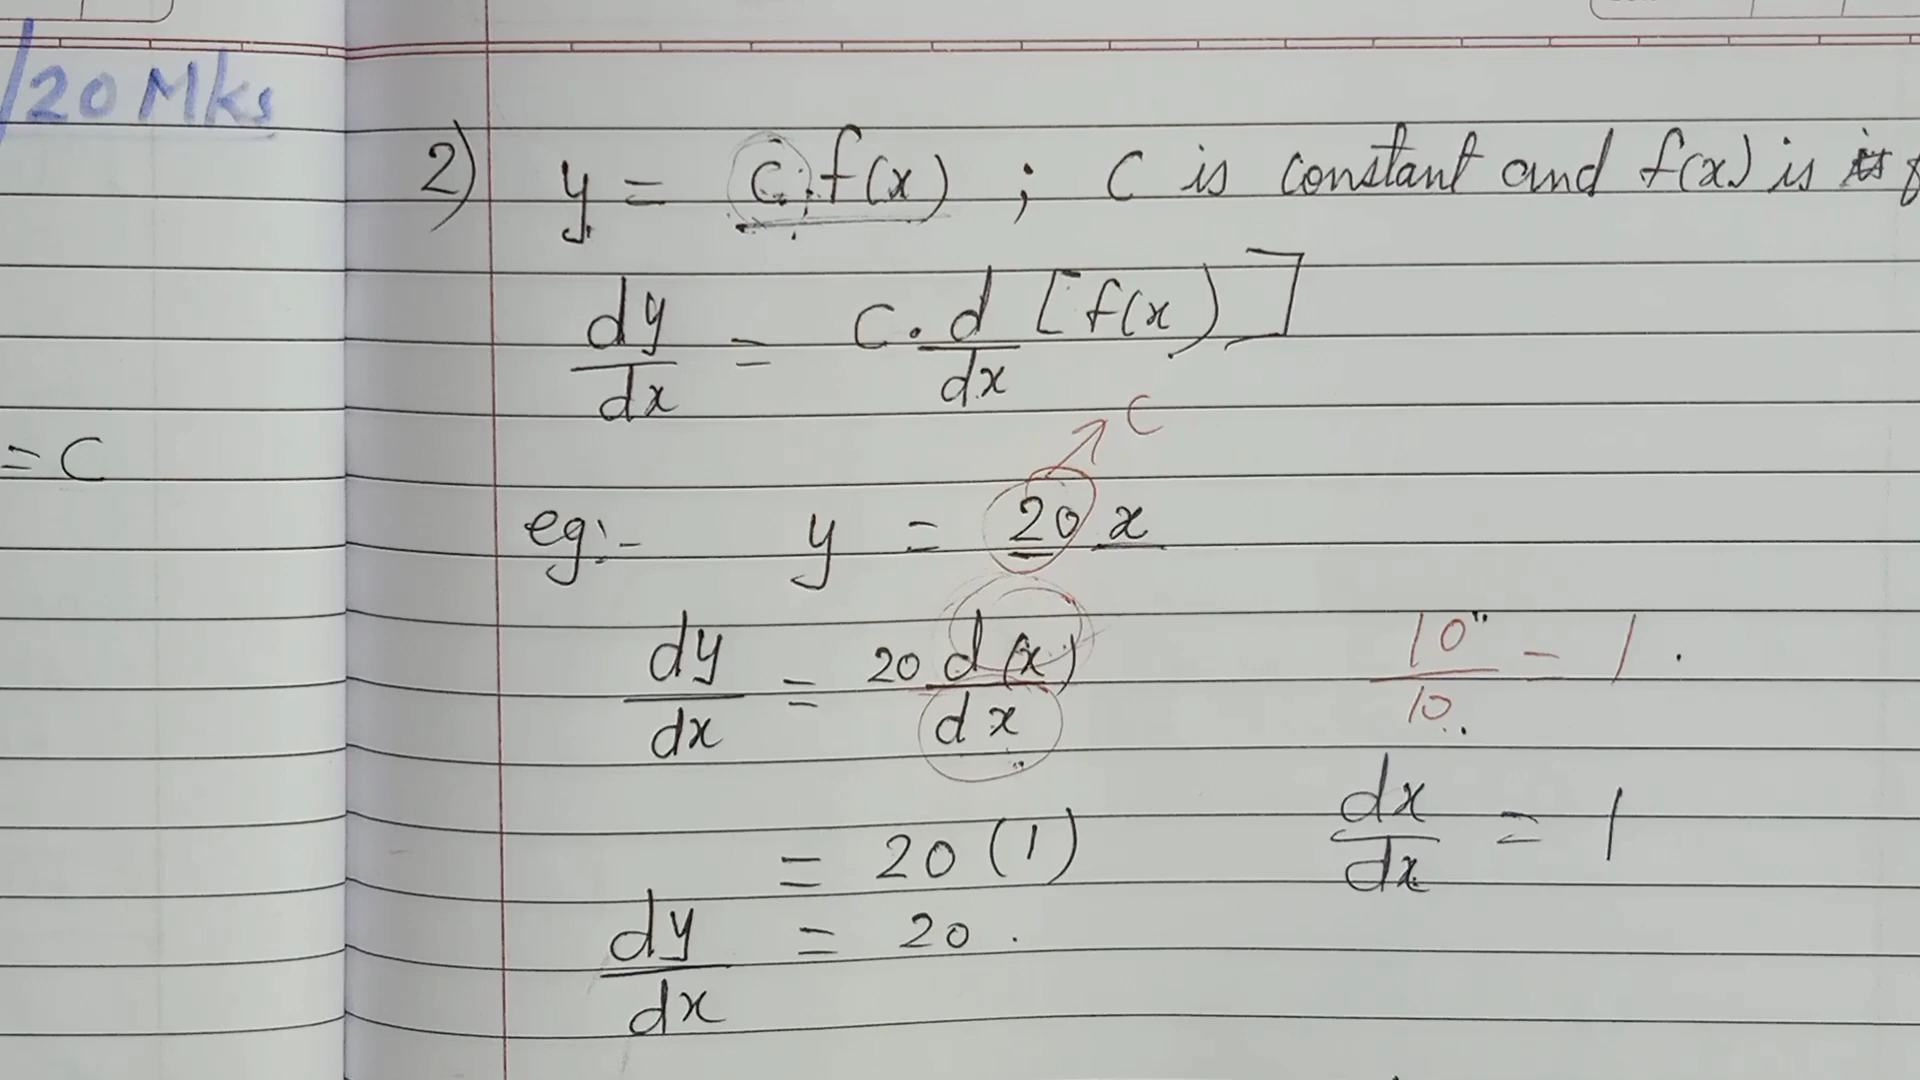 /20 Mks
= C
2) y = c.f(x) ; C is constant and f(x) is
dy/dx = C. d/dx [f(x)]
C
eg:- y = 20 x
dy/dx = 20 d(x)/dx
10/10 = 1.
= 20 (1)
dx/dx = 1
dy/dx = 20.